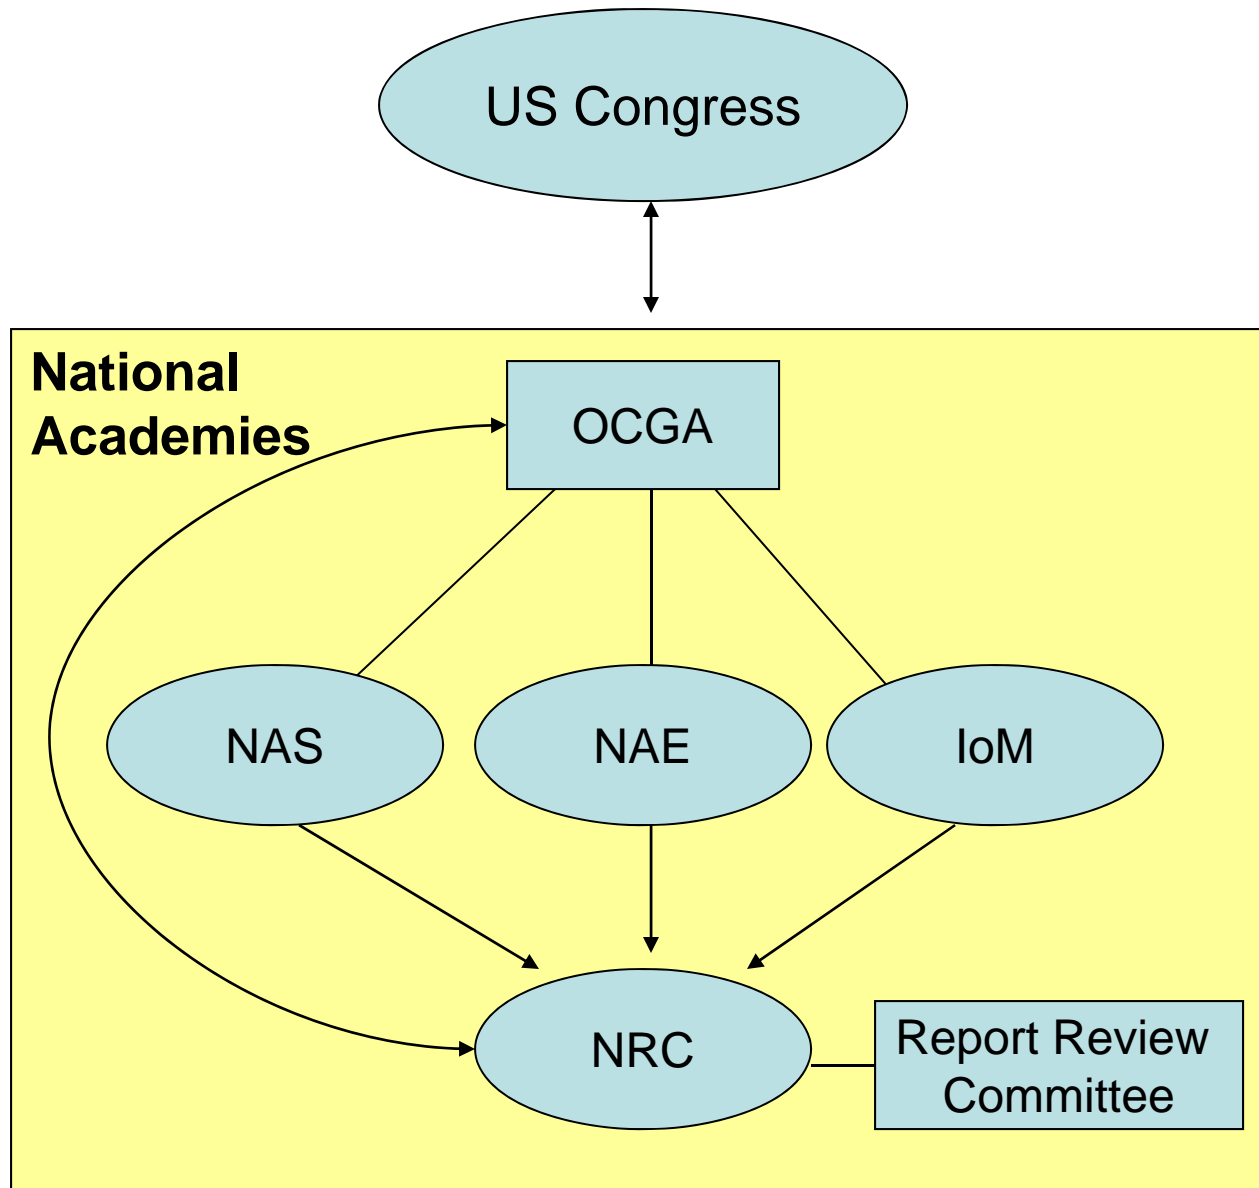 US Congress
National
Academies
OCGA
NAS
NAE
IoM
NRC
Report Review
Committee